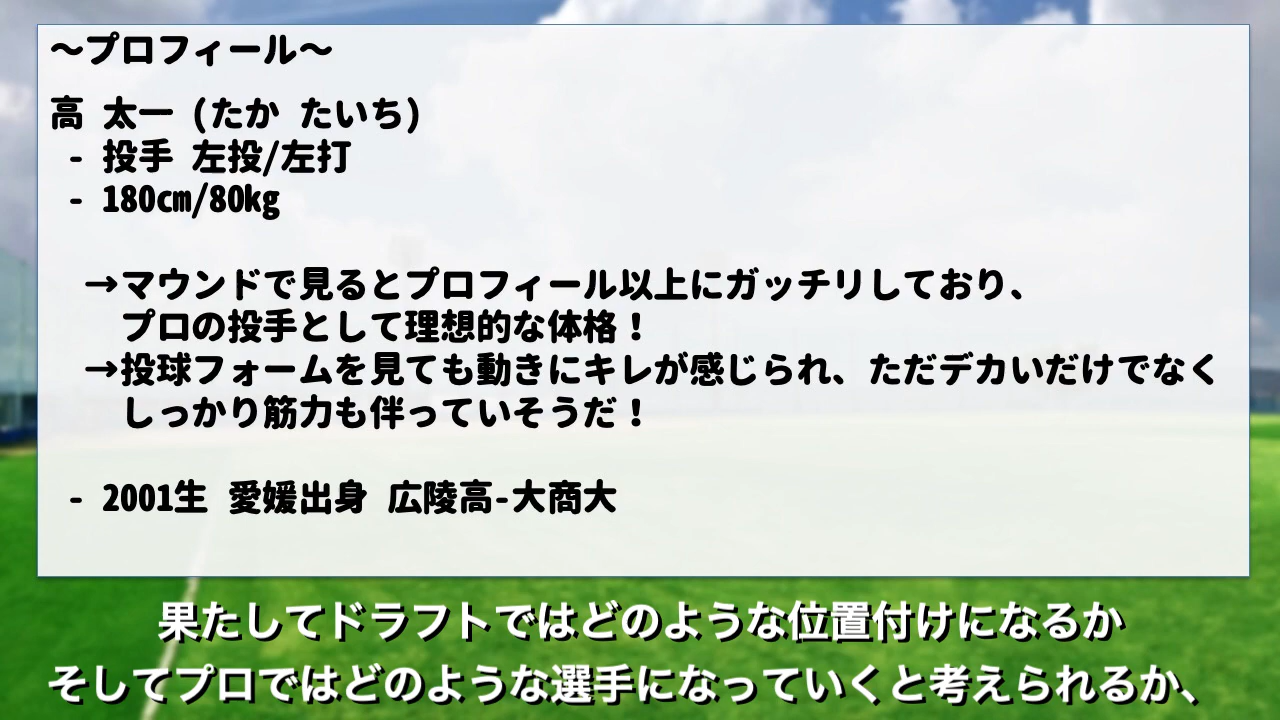 ～プロフィール～
高 太一 (たか たいち)
- 投手 左投/左打
- 180㎝/80kg
→マウンドで見るとプロフィール以上にガッチリしており、
プロの投手として理想的な体格！
→投球フォームを見ても動きにキレが感じられ、ただデカいだけでなく
しっかり筋力も伴っていそうだ！
- 2001生 愛媛出身 広陵高-大商大
果たしてドラフトではどのような位置付けになるか
そしてプロではどのような選手になっていくと考えられるか、